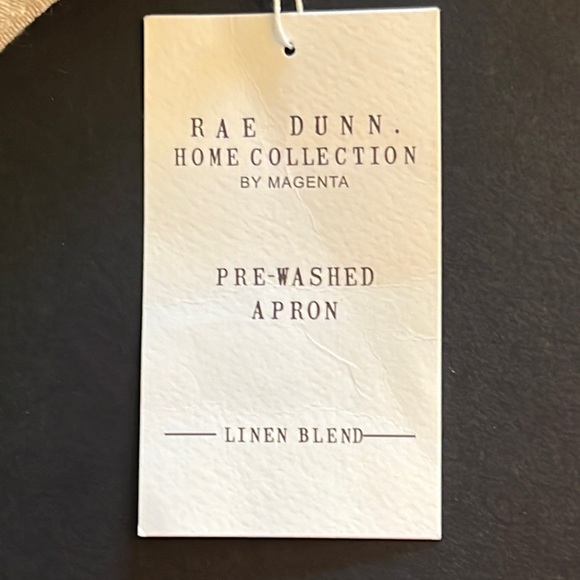 RAE DUNN.
HOME COLLECTION
BY MAGENTA
PRE-WASHED
APRON
LINEN BLEND